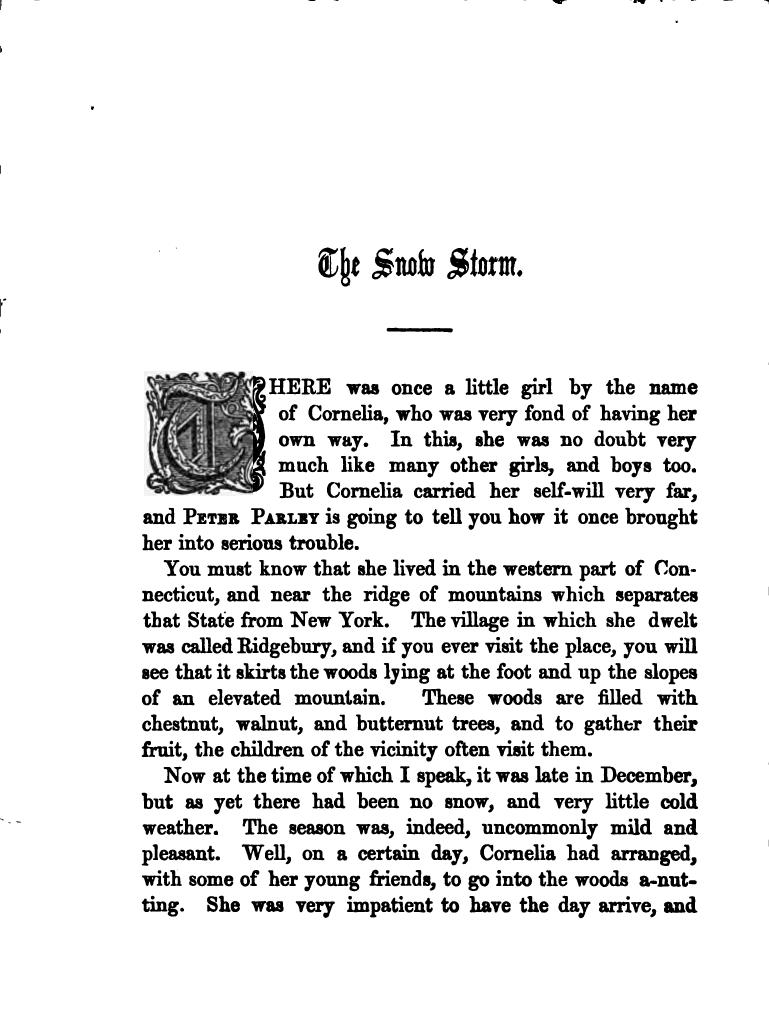 The Snow Storm.
THERE was once a little girl by the name
of Cornelia, who was very fond of having her
own way. In this, she was no doubt very
much like many other girls, and boys too.
But Cornelia carried her self-will very far,
and PETER PARLEY is going to tell you how it once brought
her into serious trouble.
You must know that she lived in the western part of Con-
necticut, and near the ridge of mountains which separates
that State from New York. The village in which she dwelt
was called Ridgebury, and if you ever visit the place, you will
see that it skirts the woods lying at the foot and up the slopes
of an elevated mountain. These woods are filled with
chestnut, walnut, and butternut trees, and to gather their
fruit, the children of the vicinity often visit them.
Now at the time of which I speak, it was late in December,
but as yet there had been no snow, and very little cold
weather. The season was, indeed, uncommonly mild and
pleasant. Well, on a certain day, Cornelia had arranged,
with some of her young friends, to go into the woods a-nut-
ting. She was very impatient to have the day arrive, and